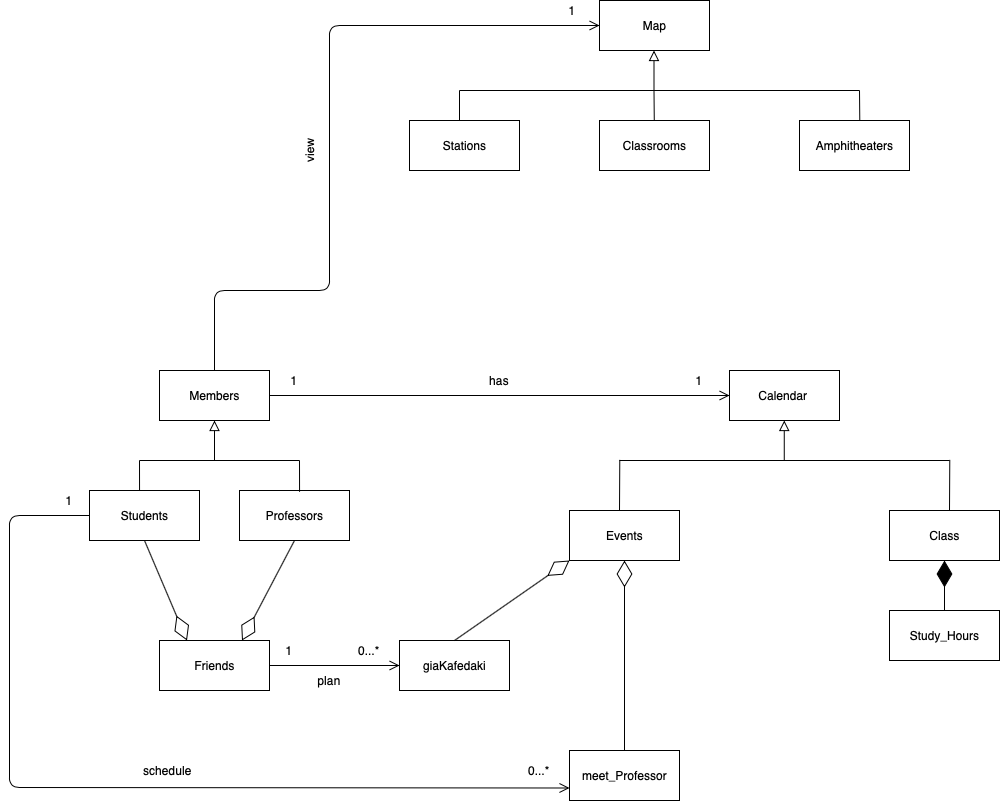 1
Map
view
Stations
Classrooms
Amphitheaters
Members
1
has
1
Calendar
1
Students
Professors
Events
Class
Study_Hours
Friends
1
0...*
plan
giaKafedaki
schedule
0...*
meet_Professor